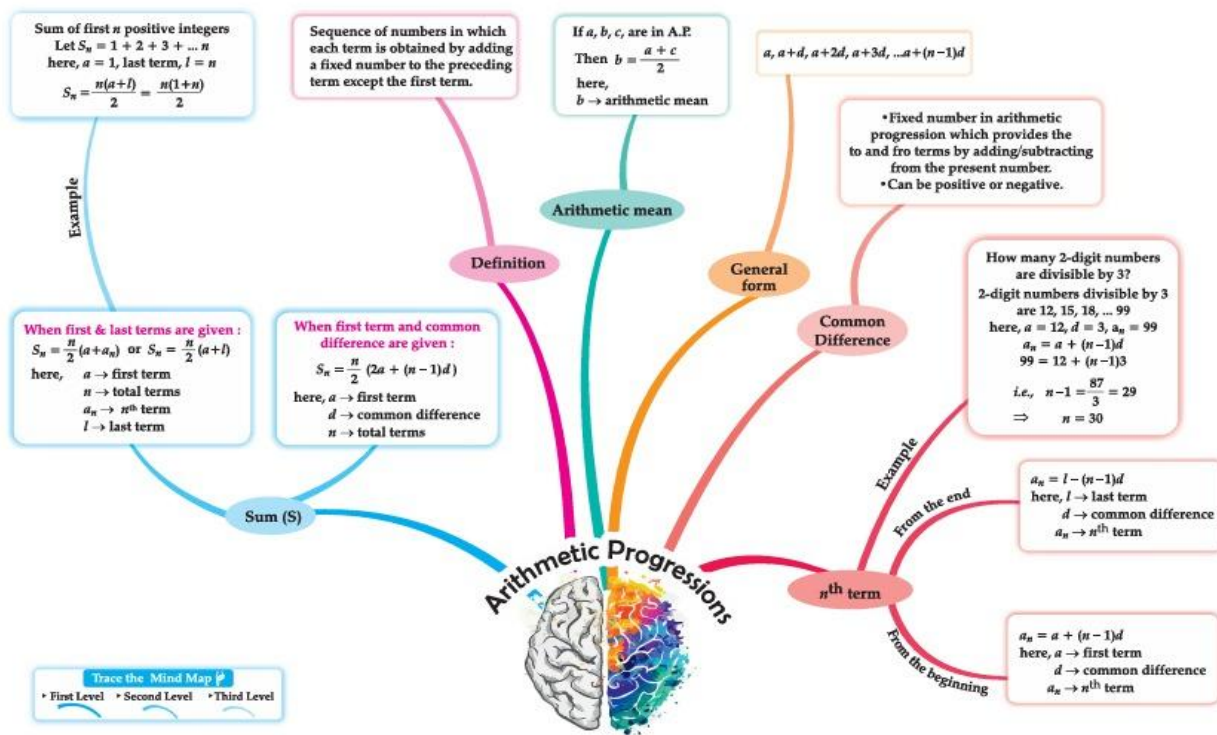 Sum of first n positive integers
Let Sₙ = 1 + 2 + 3 + ... n
here, a = 1, last term, l = n
Sₙ = n(a+l)/2 = n(1+n)/2
Example
When first & last terms are given :
Sₙ = n/2 (a+aₙ) or Sₙ = n/2 (a+l)
here, a → first term
n → total terms
aₙ → nᵗʰ term
l → last term
When first term and common
difference are given :
Sₙ = n/2 (2a + (n−1)d)
here, a → first term
d → common difference
n → total terms
Sum (S)
Sequence of numbers in which
each term is obtained by adding
a fixed number to the preceding
term except the first term.
Definition
If a, b, c, are in A.P.
Then b = a + c/2
here,
b → arithmetic mean
Arithmetic mean
a, a+d, a+2d, a+3d, ...a+(n−1)d
General
form
•Fixed number in arithmetic
progression which provides the
to and fro terms by adding/subtracting
from the present number.
•Can be positive or negative.
Common
Difference
How many 2-digit numbers
are divisible by 3?
2-digit numbers divisible by 3
are 12, 15, 18, ... 99
here, a = 12, d = 3, aₙ = 99
aₙ = a + (n−1)d
99 = 12 + (n−1)3
i.e., n−1 = 87/3 = 29
⇒ n = 30
Example
From the end
aₙ = l − (n−1)d
here, l → last term
d → common difference
aₙ → nᵗʰ term
nᵗʰ term
From the beginning
aₙ = a + (n−1)d
here, a → first term
d → common difference
aₙ → nᵗʰ term
Arithmetic Progressions
Trace the Mind Map
▸ First Level ▸ Second Level ▸ Third Level